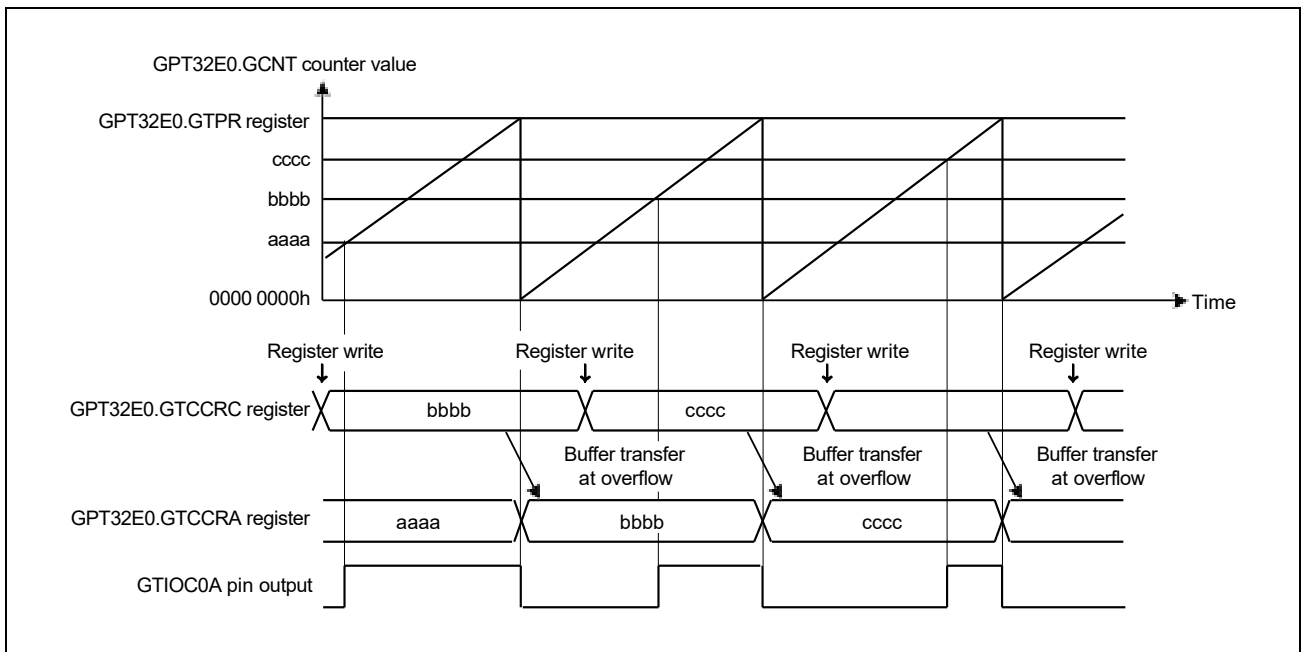 GPT32E0.GCNT counter value
GPT32E0.GTPR register
cccc
bbbb
aaaa
0000 0000h
Time
Register write
Register write
Register write
Register write
GPT32E0.GTCCRC register
bbbb
cccc
Buffer transfer
at overflow
Buffer transfer
at overflow
Buffer transfer
at overflow
GPT32E0.GTCCRA register
aaaa
bbbb
cccc
GTIOC0A pin output